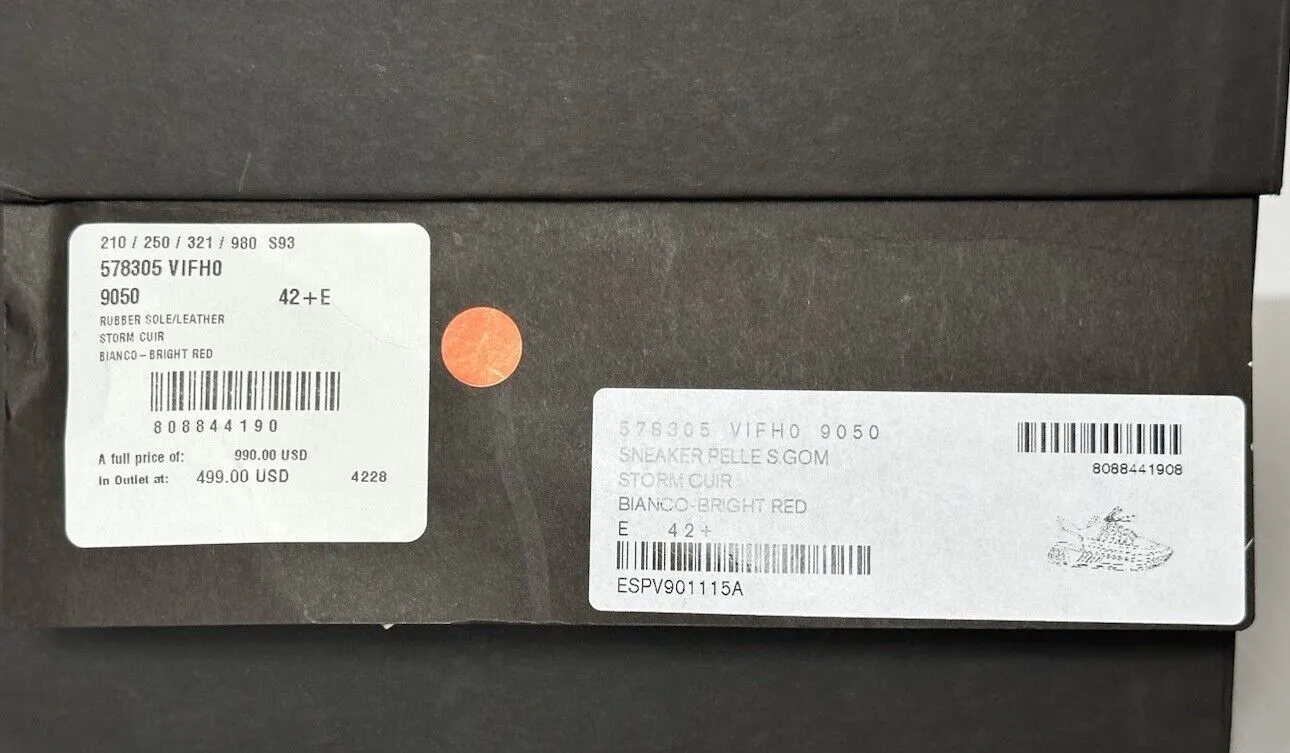 210 / 250 / 321 / 980 S93
578305 VIFH0
9050 42+E
RUBBER SOLE/LEATHER
STORM CUIR
BIANCO-BRIGHT RED
808844190
A full price of: 990.00 USD
In Outlet at: 499.00 USD 4228
578305 VIFH0 9050
SNEAKER PELLE S.GOM
STORM CUIR
BIANCO-BRIGHT RED
E 42+
ESPV901115A
8088441908